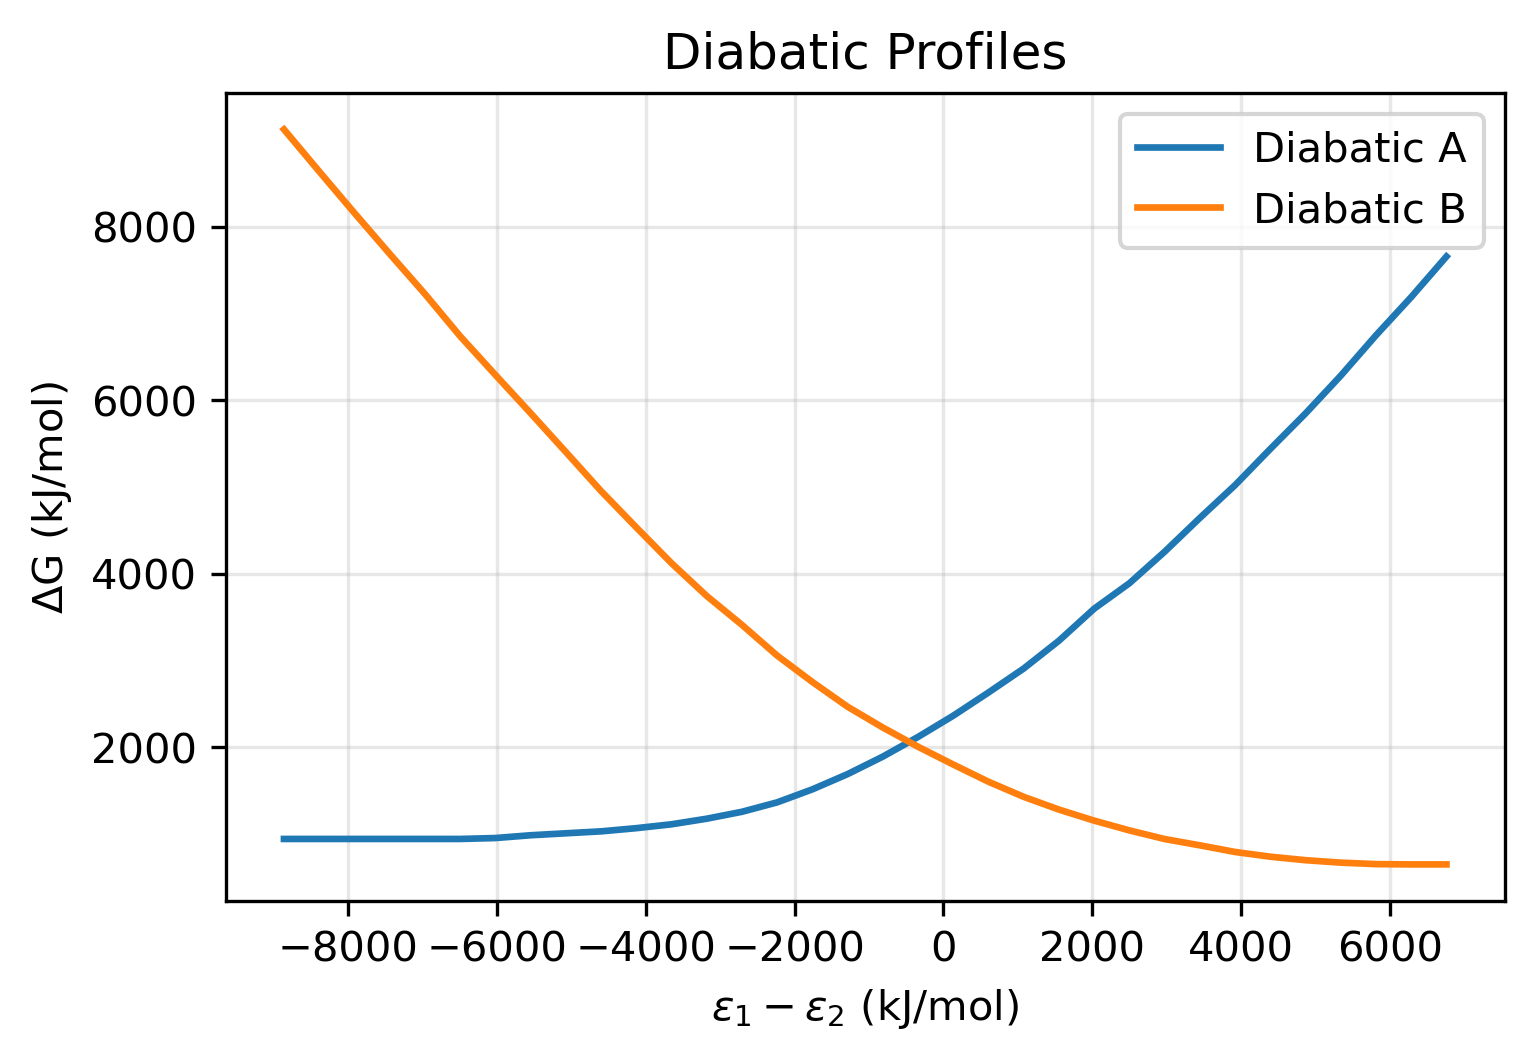 Diabatic Profiles
Diabatic A
Diabatic B
ΔG (kJ/mol)
8000
6000
4000
2000
−8000 −6000 −4000 −2000 0 2000 4000 6000
ε₁ − ε₂ (kJ/mol)